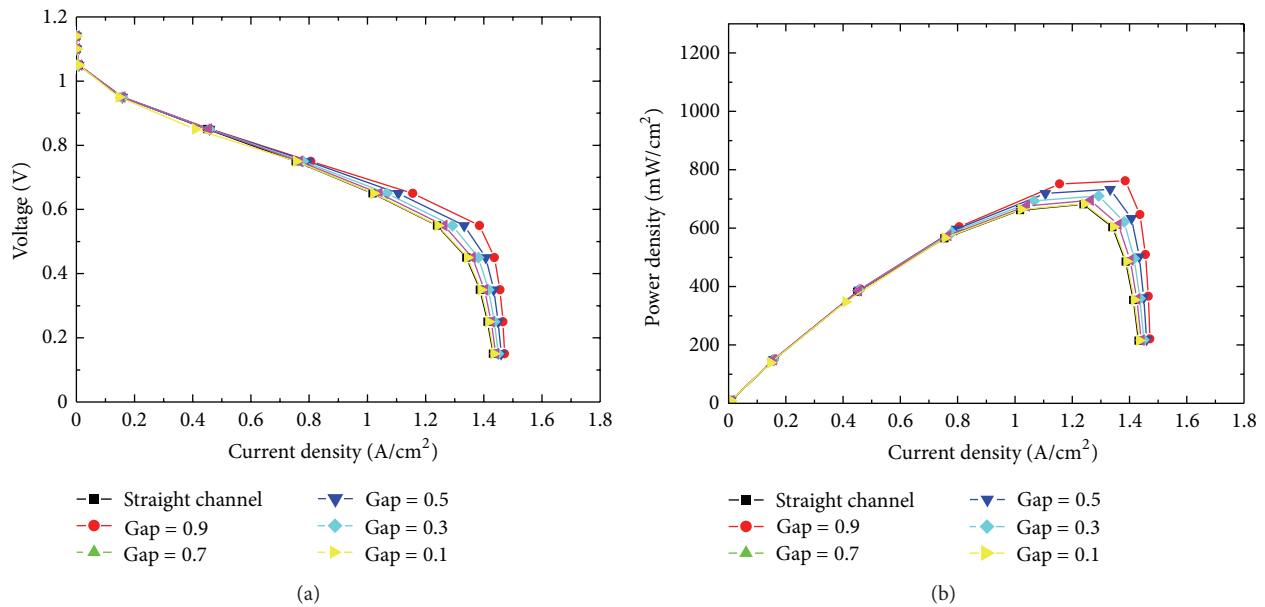 1.2
1
0.8
0.6
0.4
0.2
0
Voltage (V)
0 0.2 0.4 0.6 0.8 1 1.2 1.4 1.6 1.8
Current density (A/cm²)
Straight channel
Gap = 0.9
Gap = 0.7
Gap = 0.5
Gap = 0.3
Gap = 0.1
(a)
1200
1000
800
600
400
200
0
Power density (mW/cm²)
0 0.2 0.4 0.6 0.8 1 1.2 1.4 1.6 1.8
Current density (A/cm²)
Straight channel
Gap = 0.9
Gap = 0.7
Gap = 0.5
Gap = 0.3
Gap = 0.1
(b)